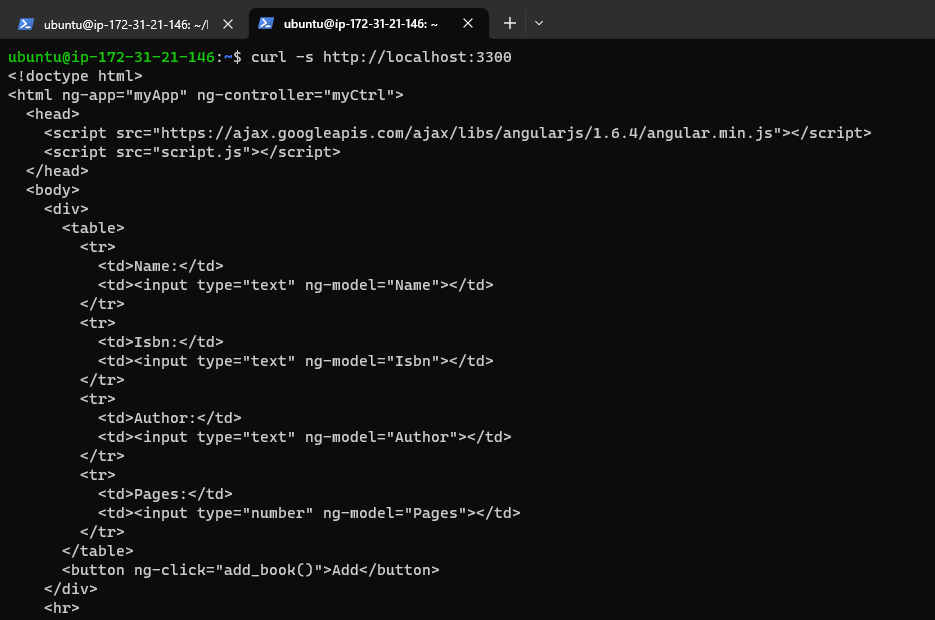 ubuntu@ip-172-31-21-146: ~/
ubuntu@ip-172-31-21-146: ~
ubuntu@ip-172-31-21-146:~$ curl -s http://localhost:3300
<!doctype html>
<html ng-app="myApp" ng-controller="myCtrl">
  <head>
    <script src="https://ajax.googleapis.com/ajax/libs/angularjs/1.6.4/angular.min.js"></script>
    <script src="script.js"></script>
  </head>
  <body>
    <div>
      <table>
        <tr>
          <td>Name:</td>
          <td><input type="text" ng-model="Name"></td>
        </tr>
        <tr>
          <td>Isbn:</td>
          <td><input type="text" ng-model="Isbn"></td>
        </tr>
        <tr>
          <td>Author:</td>
          <td><input type="text" ng-model="Author"></td>
        </tr>
        <tr>
          <td>Pages:</td>
          <td><input type="number" ng-model="Pages"></td>
        </tr>
      </table>
      <button ng-click="add_book()">Add</button>
    </div>
    <hr>